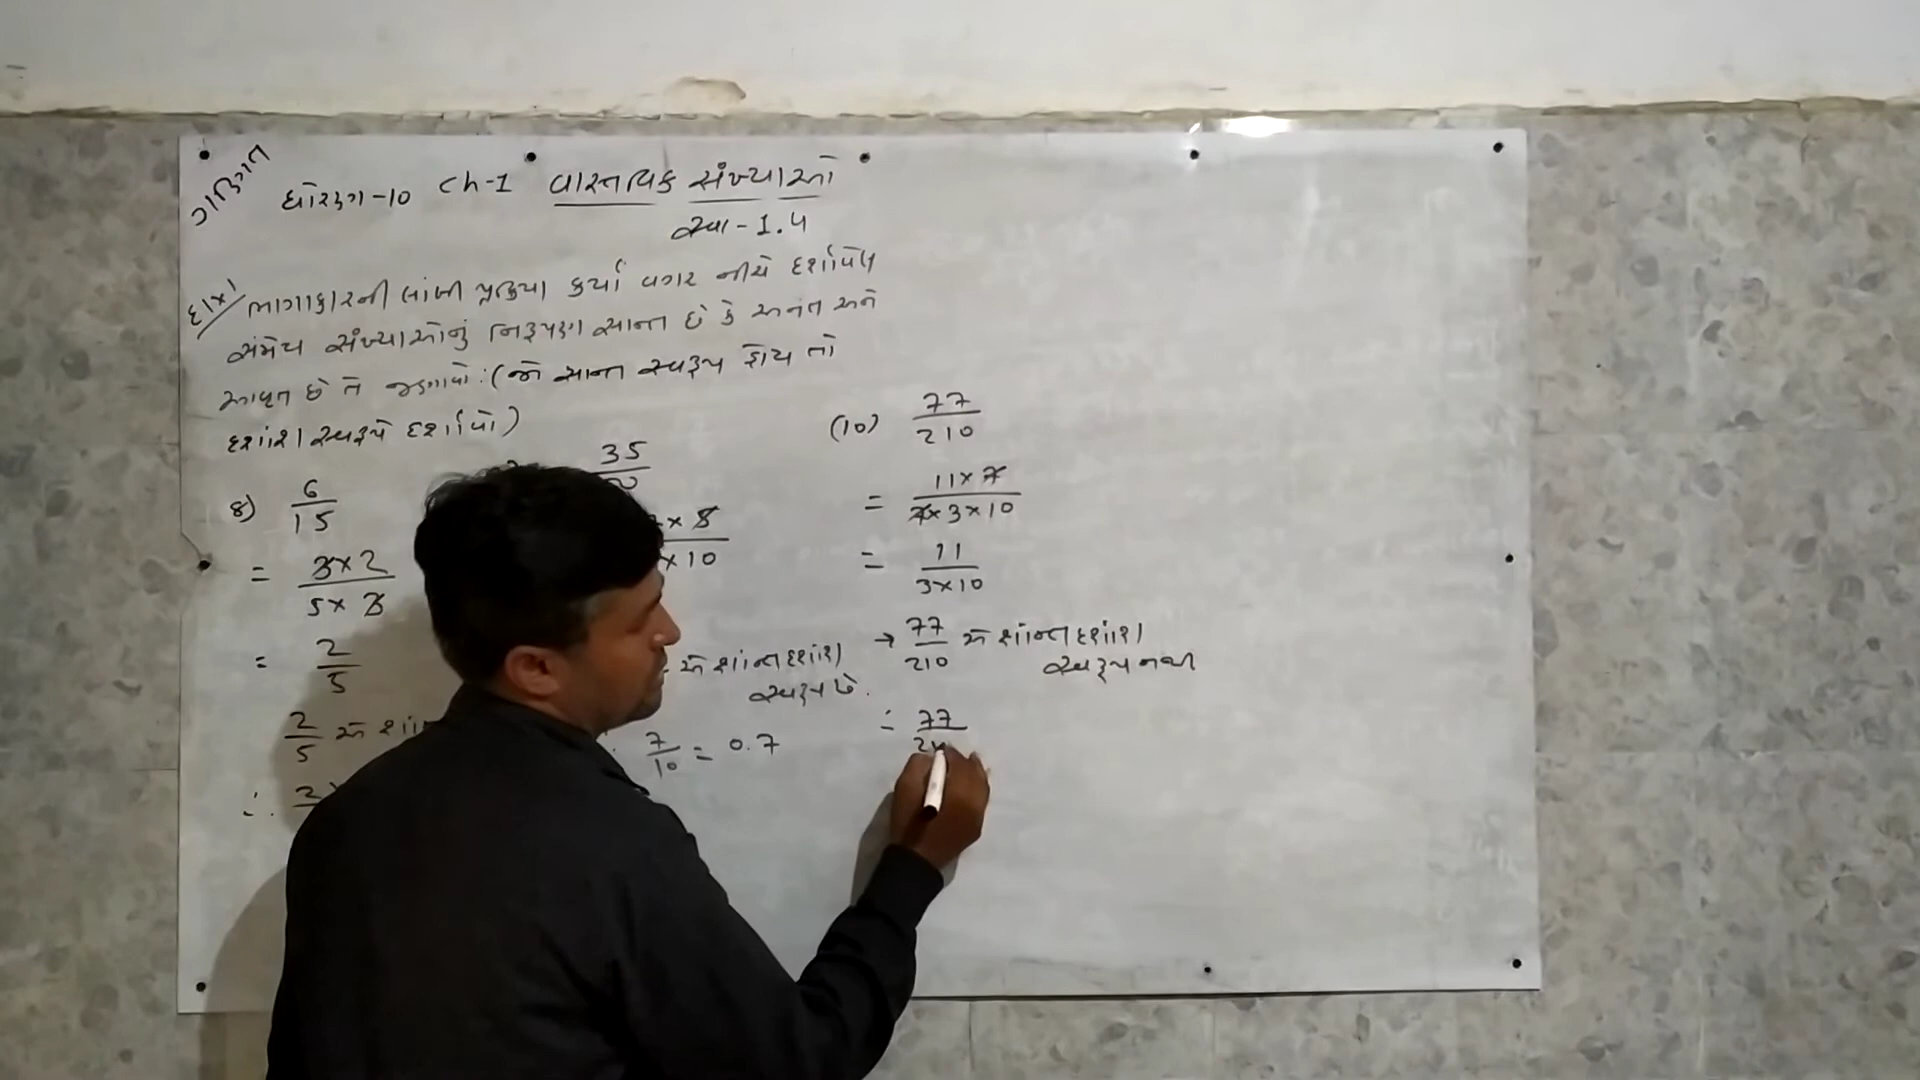 ગણિત
ધોરણ-10 Ch-1 વાસ્તવિક સંખ્યાઓ
સ્વા-1.4
દા×1 ભાગાકારની લાંબી પ્રક્રિયા કર્યા વગર નીચે દર્શાવેલ
સંમેય સંખ્યાઓનું નિરૂપણ સાન્ત છે કે અનંત અને
આવૃત છે તે જણાવો: (જો સાન્ત સ્વરૂપ હોય તો
દશાંશ સ્વરૂપે દર્શાવો)
8) 6/15
= 3×2 / 5×3
= 2/5
2/5 એ શાં
∴ 2
35
× 5 / ×10
એ શાંન્ત દશાંશ
સ્વરૂપ છે.
7/10 = 0.7
(10) 77/210
= 11×7 / 7×3×10
= 11 / 3×10
→ 77/210 એ શાંન્ત દશાંશ
સ્વરૂપ નથી
∴ 77/21